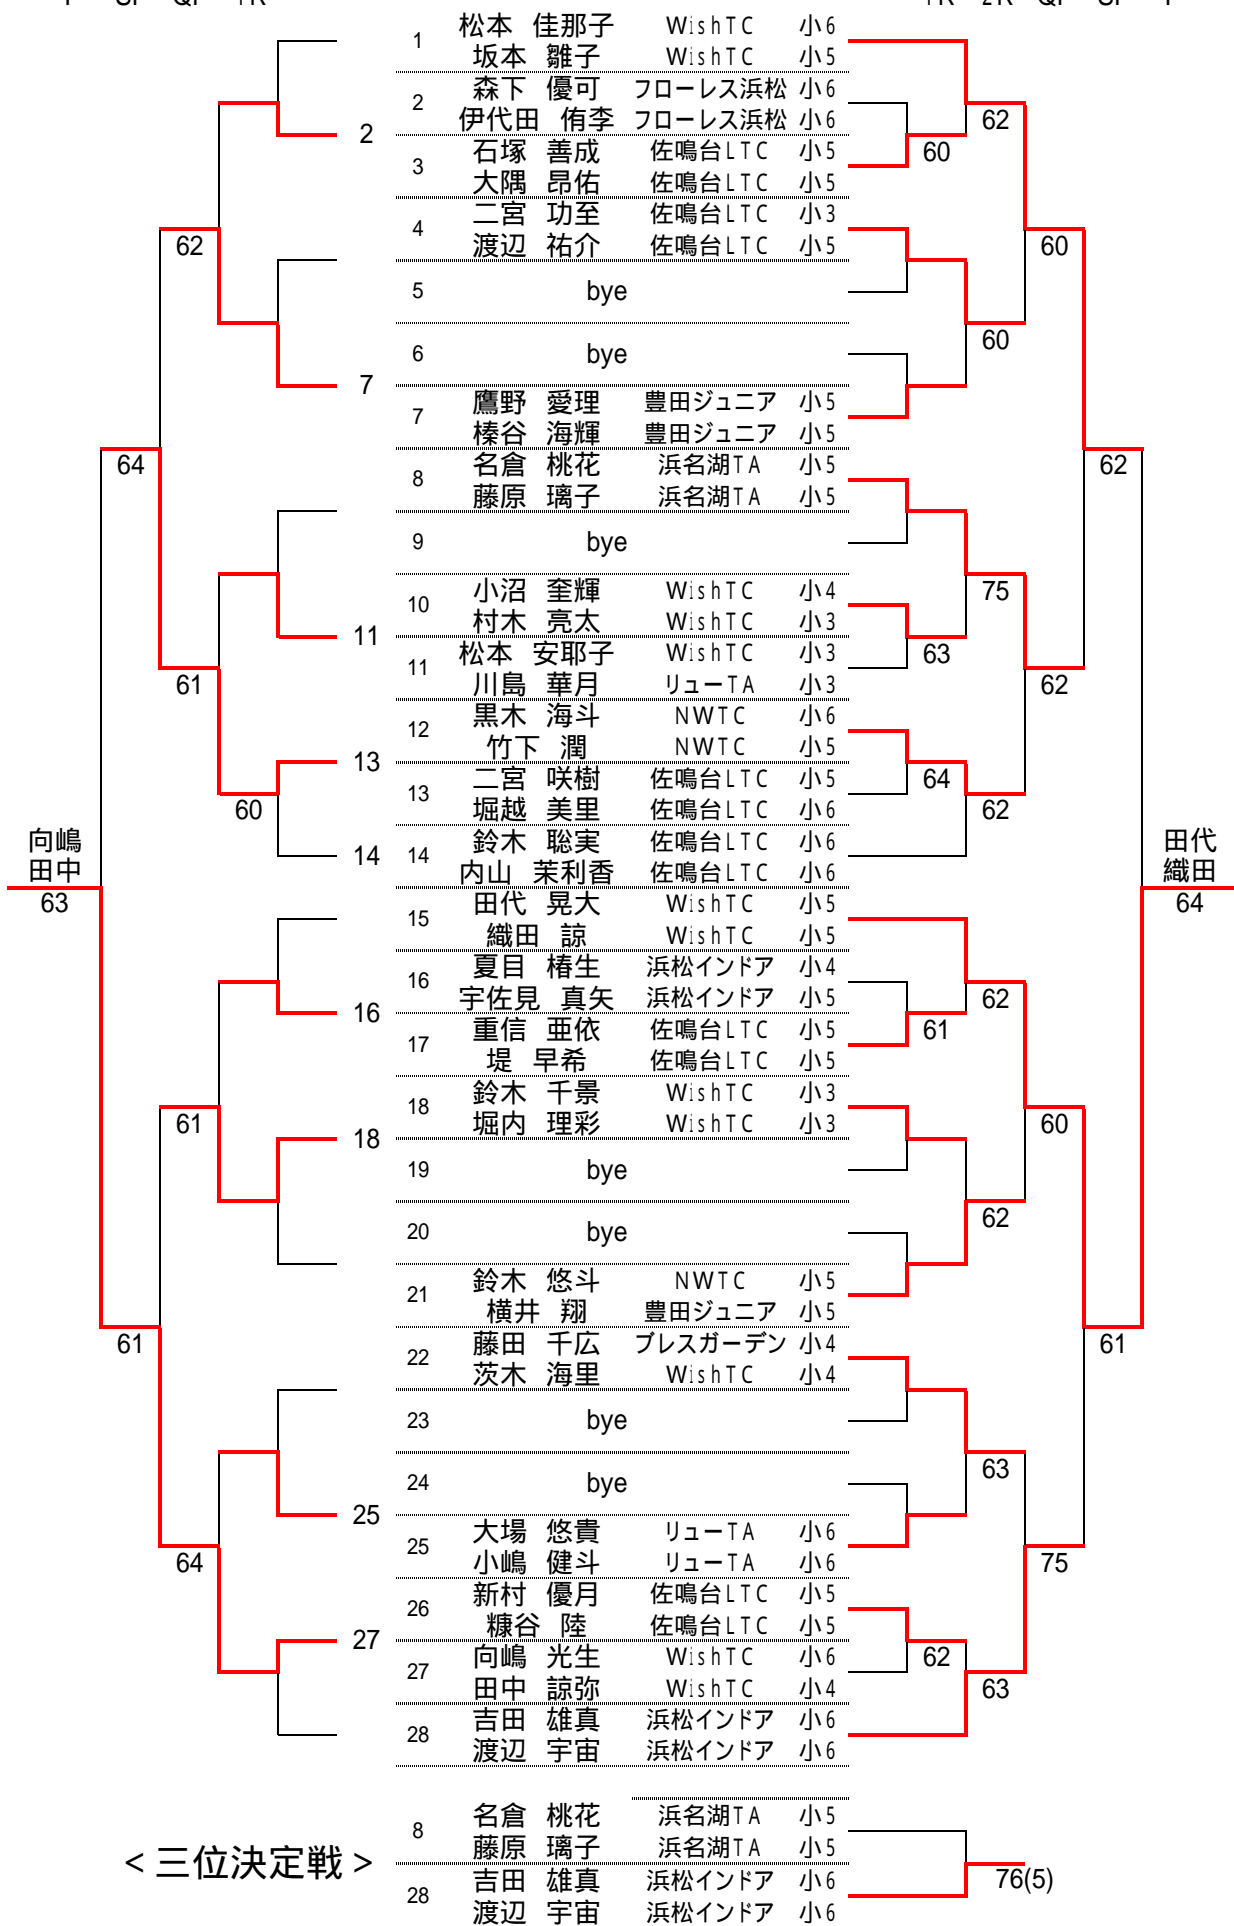 1 松本 佳那子 WishTC 小6
坂本 雛子 WishTC 小5
2 森下 優可 フローレス浜松 小6
伊代田 侑李 フローレス浜松 小6
3 石塚 善成 佐鳴台LTC 小5
大隅 昂佑 佐鳴台LTC 小5
4 二宮 功至 佐鳴台LTC 小3
渡辺 祐介 佐鳴台LTC 小5
5 bye
6 bye
7 鷹野 愛理 豊田ジュニア 小5
榛谷 海輝 豊田ジュニア 小5
8 名倉 桃花 浜名湖TA 小5
藤原 璃子 浜名湖TA 小5
9 bye
10 小沼 奎輝 WishTC 小4
村木 亮太 WishTC 小3
11 松本 安耶子 WishTC 小3
川島 華月 リューTA 小3
12 黒木 海斗 NWTC 小6
竹下 潤 NWTC 小5
13 二宮 咲樹 佐鳴台LTC 小5
堀越 美里 佐鳴台LTC 小6
14 鈴木 聡実 佐鳴台LTC 小6
内山 茉利香 佐鳴台LTC 小6
15 田代 晃大 WishTC 小5
織田 諒 WishTC 小5
16 夏目 椿生 浜松インドア 小4
宇佐見 真矢 浜松インドア 小5
17 重信 亜依 佐鳴台LTC 小5
堤 早希 佐鳴台LTC 小5
18 鈴木 千景 WishTC 小3
堀内 理彩 WishTC 小3
19 bye
20 bye
21 鈴木 悠斗 NWTC 小5
横井 翔 豊田ジュニア 小5
22 藤田 千広 ブレスガーデン 小4
茨木 海里 WishTC 小4
23 bye
24 bye
25 大場 悠貴 リューTA 小6
小嶋 健斗 リューTA 小6
26 新村 優月 佐鳴台LTC 小5
糠谷 陸 佐鳴台LTC 小5
27 向嶋 光生 WishTC 小6
田中 諒弥 WishTC 小4
28 吉田 雄真 浜松インドア 小6
渡辺 宇宙 浜松インドア 小6
2
7
11
13
14
16
18
25
27
60
62
61
61
64
64
61
向嶋
田中
63
62
60
60
60
75
63
62
64
62
62
62
61
60
62
63
75
62
63
61
田代
織田
64
<三位決定戦>
8 名倉 桃花 浜名湖TA 小5
藤原 璃子 浜名湖TA 小5
28 吉田 雄真 浜松インドア 小6
渡辺 宇宙 浜松インドア 小6
76(5)